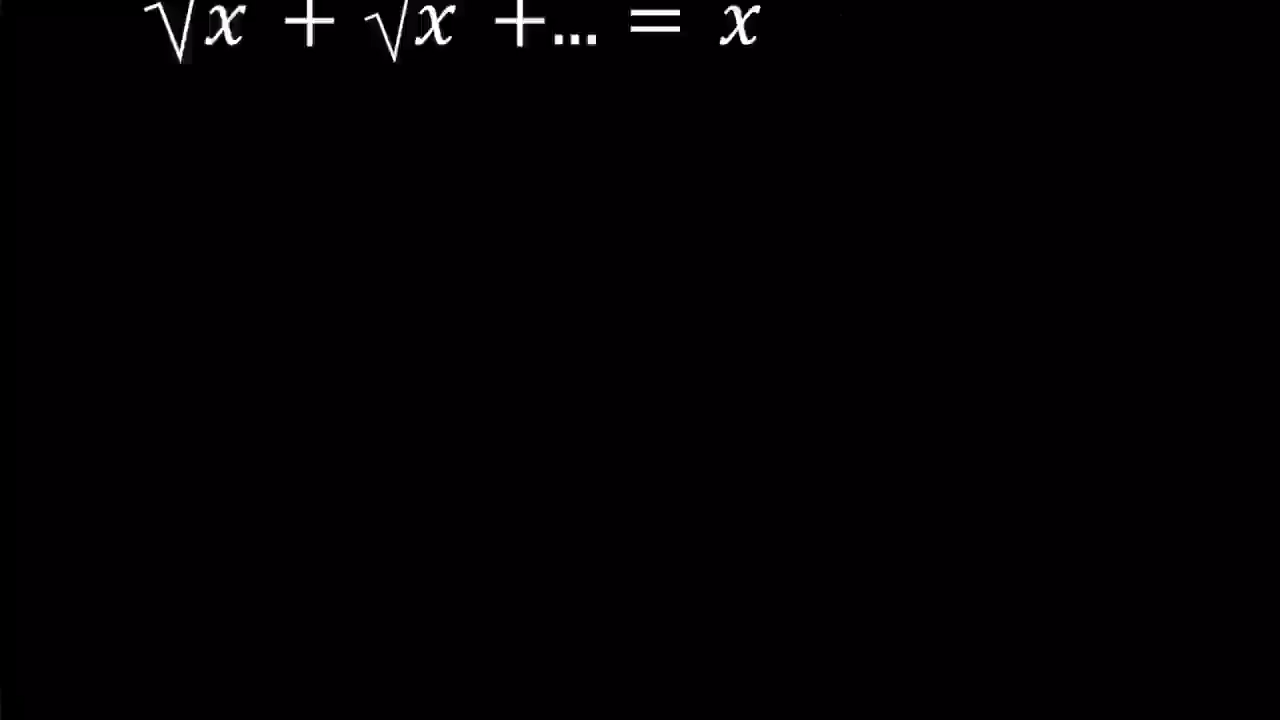 √x + √x +... = x